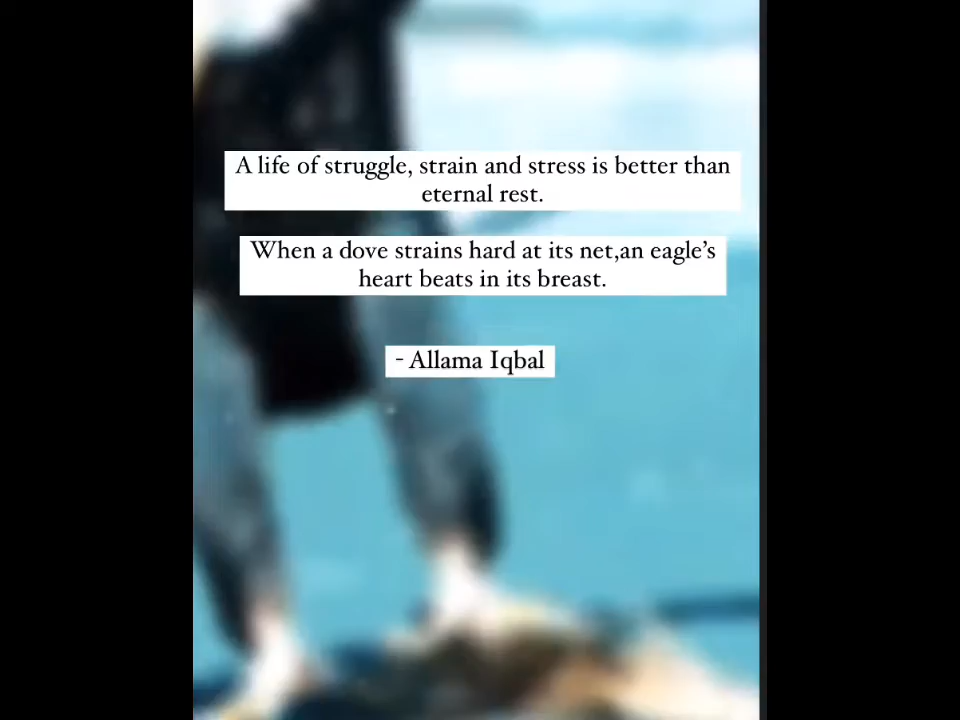 A life of struggle, strain and stress is better than
eternal rest.
When a dove strains hard at its net,an eagle’s
heart beats in its breast.
- Allama Iqbal